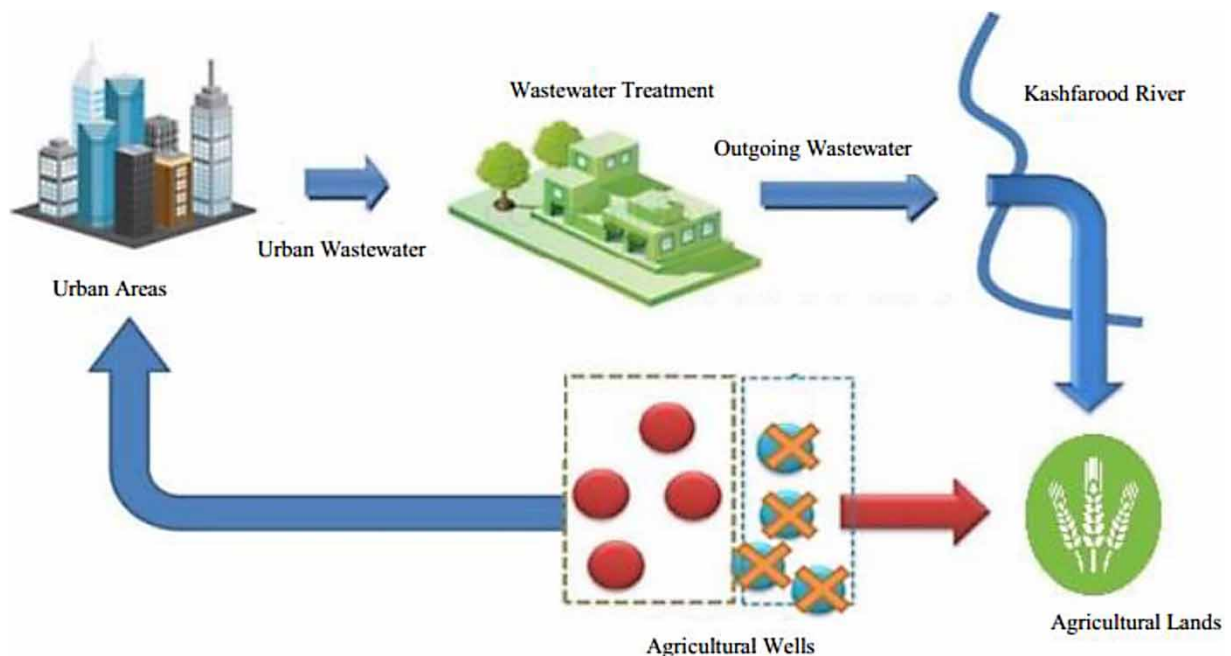 Wastewater Treatment
Kashfarood River
Outgoing Wastewater
Urban Wastewater
Urban Areas
Agricultural Lands
Agricultural Wells